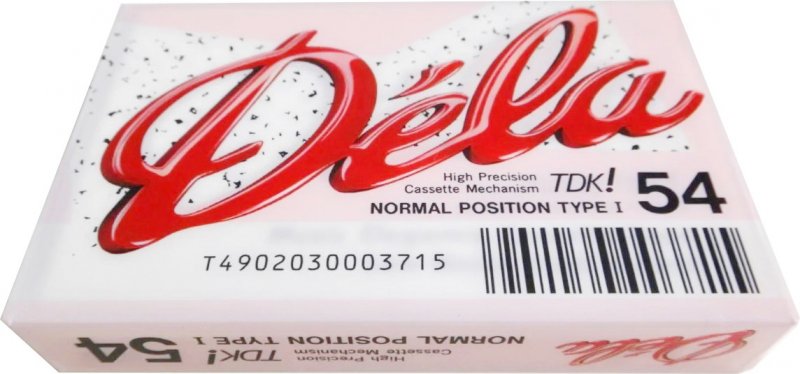 Déla
High Precision
Cassette Mechanism TDK! 54
NORMAL POSITION TYPE I
T4902030003715
Déla
High Precision
Cassette Mechanism TDK! 54
NORMAL POSITION TYPE I